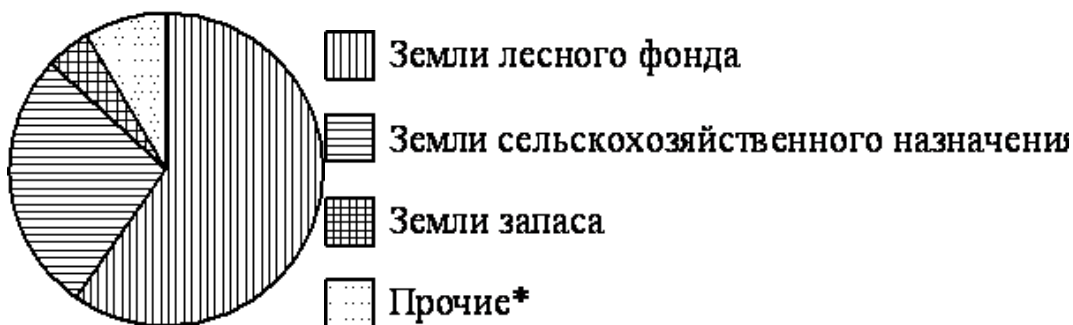 Земли лесного фонда
Земли сельскохозяйственного назначения
Земли запаса
Прочие*